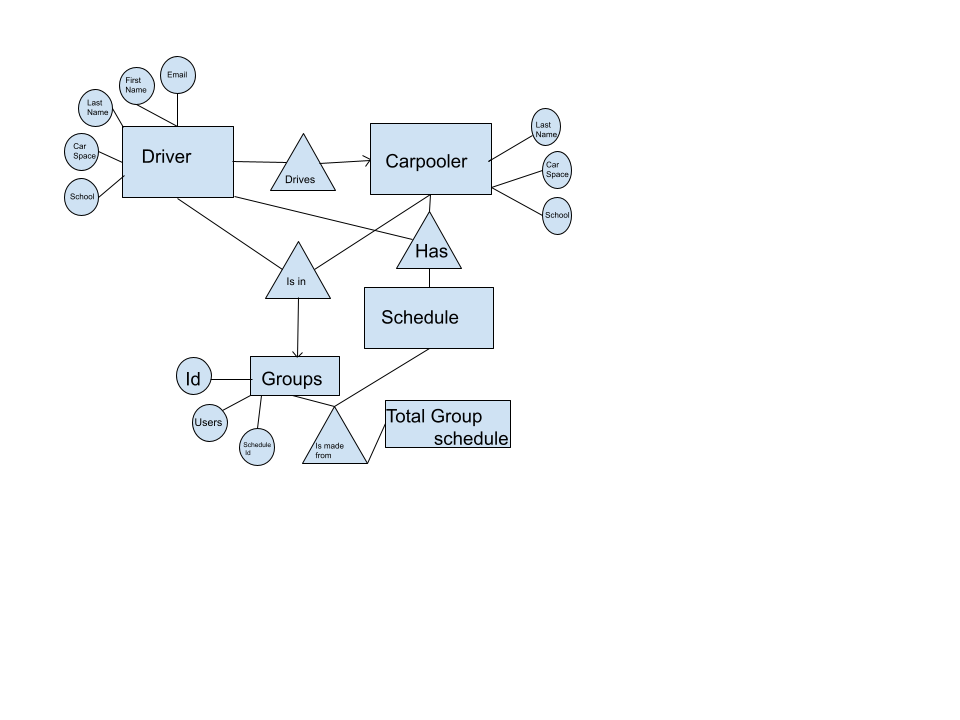 Email
First
Name
Last
Name
Car
Space
School
Driver
Drives
Carpooler
Last
Name
Car
Space
School
Has
Is in
Schedule
Id
Groups
Users
Schedule
Id
Is made
from
Total Group
schedule